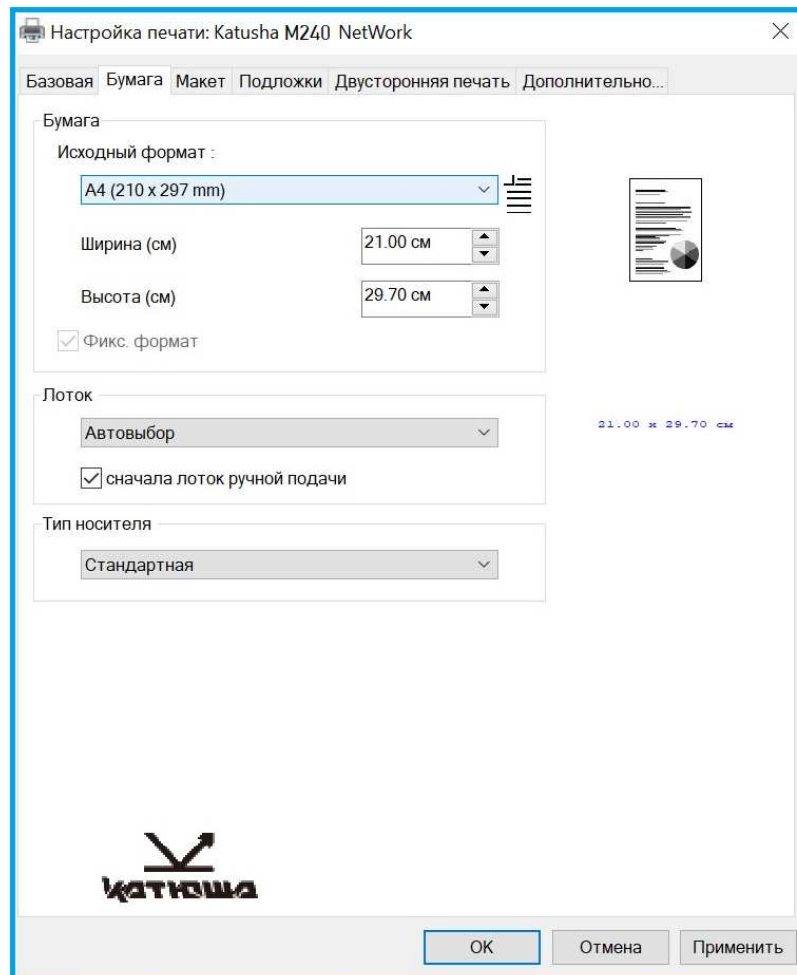 Настройка печати: Katusha M240 NetWork
Базовая Бумага Макет Подложки Двусторонняя печать Дополнительно...
Бумага
Исходный формат :
A4 (210 x 297 mm)
Ширина (см) 21.00 см
Высота (см) 29.70 см
Фикс. формат
Лоток
Автовыбор
21.00 x 29.70 см
сначала лоток ручной подачи
Тип носителя
Стандартная
катюша
OK Отмена Применить